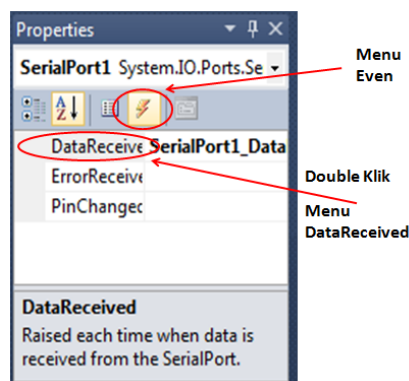 Properties
SerialPort1 System.IO.Ports.Se
DataReceive SerialPort1_Data
ErrorReceive
PinChanged
DataReceived
Raised each time when data is
received from the SerialPort.
Menu
Even
Double Klik
Menu
DataReceived